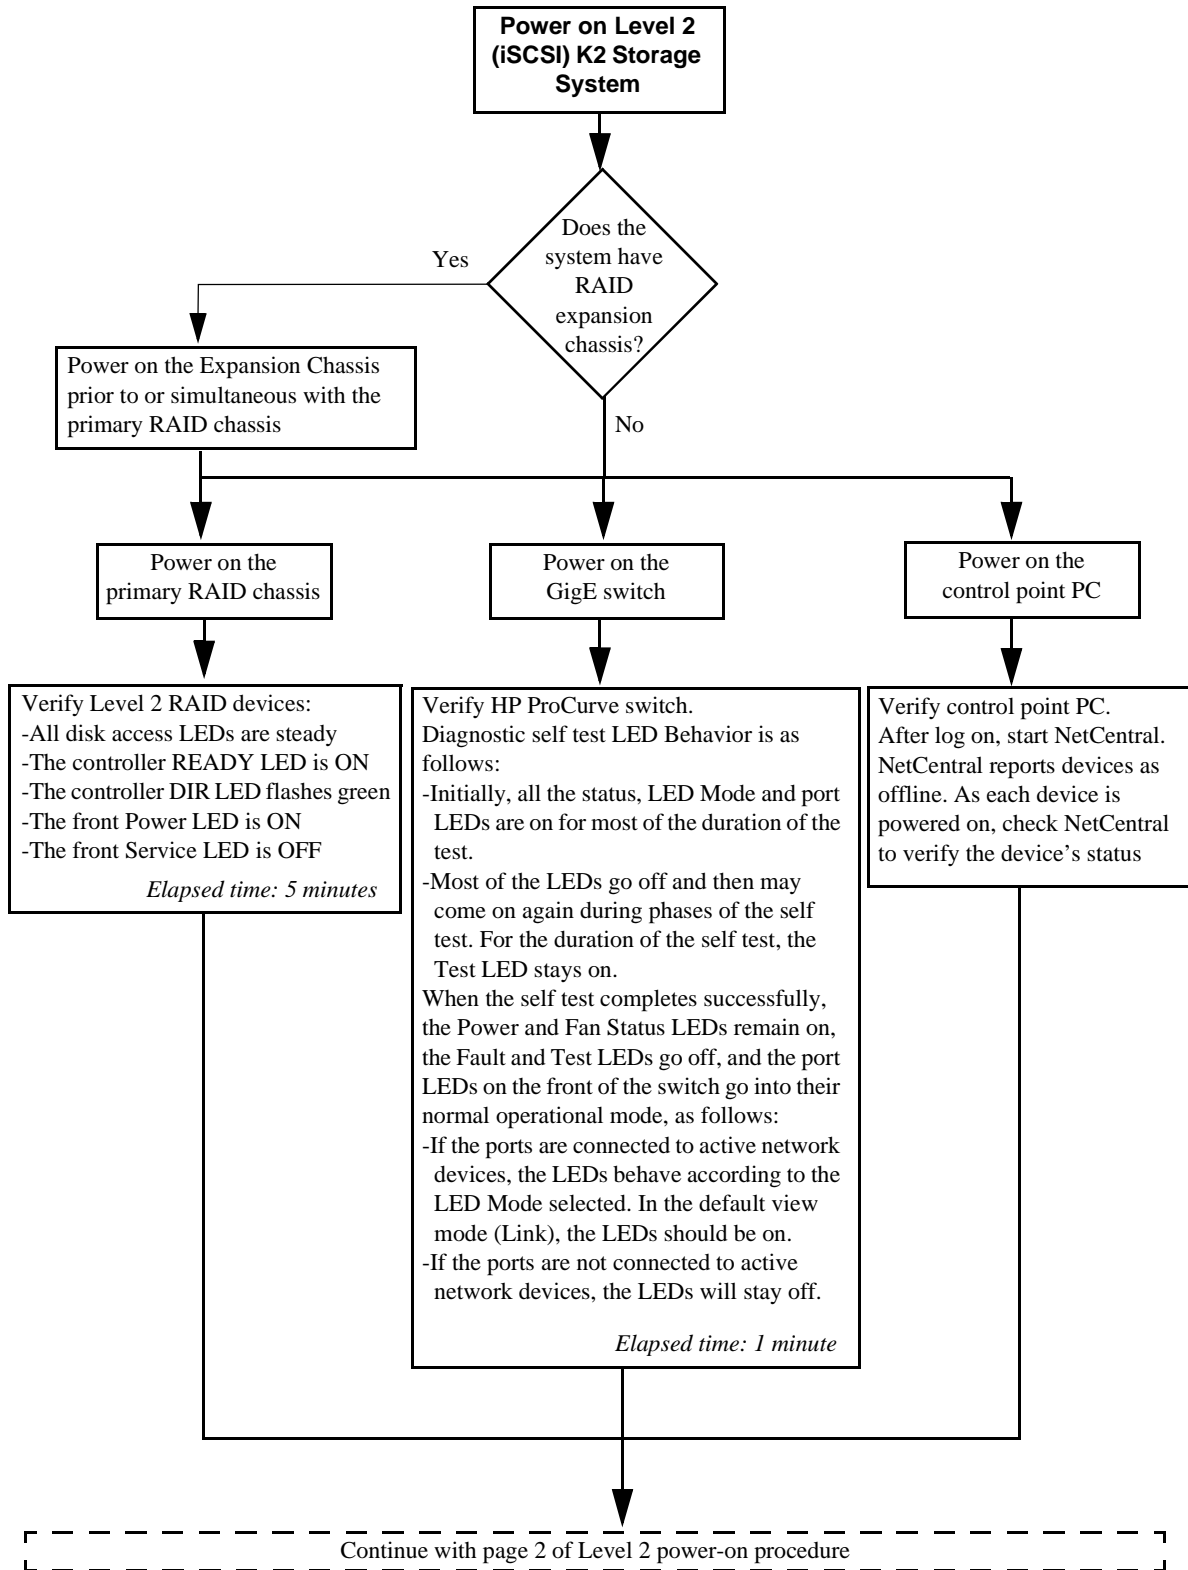 Power on Level 2
(iSCSI) K2 Storage
System
Does the
system have
RAID
expansion
chassis?
Yes
No
Power on the Expansion Chassis
prior to or simultaneous with the
primary RAID chassis
Power on the
primary RAID chassis
Power on the
GigE switch
Power on the
control point PC
Verify Level 2 RAID devices:
-All disk access LEDs are steady
-The controller READY LED is ON
-The controller DIR LED flashes green
-The front Power LED is ON
-The front Service LED is OFF
Elapsed time: 5 minutes
Verify HP ProCurve switch.
Diagnostic self test LED Behavior is as
follows:
-Initially, all the status, LED Mode and port
LEDs are on for most of the duration of the
test.
-Most of the LEDs go off and then may
come on again during phases of the self
test. For the duration of the self test, the
Test LED stays on.
When the self test completes successfully,
the Power and Fan Status LEDs remain on,
the Fault and Test LEDs go off, and the port
LEDs on the front of the switch go into their
normal operational mode, as follows:
-If the ports are connected to active network
devices, the LEDs behave according to the
LED Mode selected. In the default view
mode (Link), the LEDs should be on.
-If the ports are not connected to active
network devices, the LEDs will stay off.
Elapsed time: 1 minute
Verify control point PC.
After log on, start NetCentral.
NetCentral reports devices as
offline. As each device is
powered on, check NetCentral
to verify the device's status
Continue with page 2 of Level 2 power-on procedure